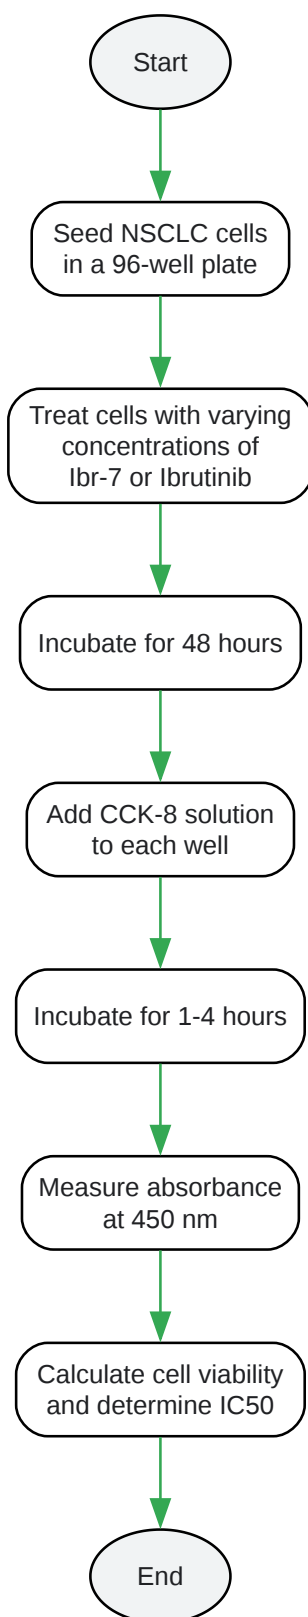 Start
Seed NSCLC cells
in a 96-well plate
Treat cells with varying
concentrations of
Ibr-7 or Ibrutinib
Incubate for 48 hours
Add CCK-8 solution
to each well
Incubate for 1-4 hours
Measure absorbance
at 450 nm
Calculate cell viability
and determine IC50
End